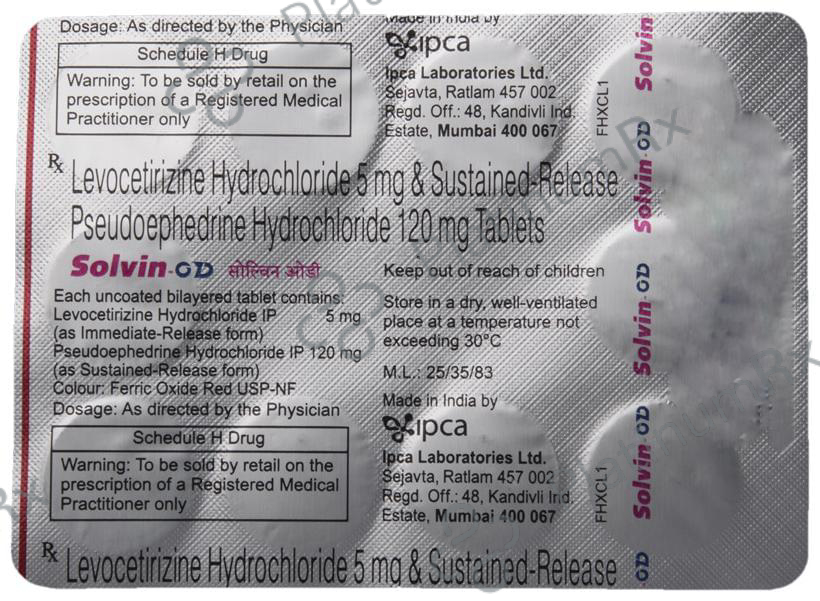 Dosage: As directed by the Physician
Schedule H Drug
Warning: To be sold by retail on the
prescription of a Registered Medical
Practitioner only
Made in India by
ipca
Ipca Laboratories Ltd.
Sejavta, Ratlam 457 002
Regd. Off.: 48, Kandivli Ind.
Estate, Mumbai 400 067
FHXCL1
Rx Levocetirizine Hydrochloride 5 mg & Sustained-Release
Pseudoephedrine Hydrochloride 120 mg Tablets
Solvin-OD सोल्विन ओडी
Each uncoated bilayered tablet contains:
Levocetirizine Hydrochloride IP 5 mg
(as Immediate-Release form)
Pseudoephedrine Hydrochloride IP 120 mg
(as Sustained-Release form)
Colour: Ferric Oxide Red USP-NF
Dosage: As directed by the Physician
Keep out of reach of children
Store in a dry, well-ventilated
place at a temperature not
exceeding 30°C
M.L.: 25/35/83
Made in India by
ipca
Schedule H Drug
Warning: To be sold by retail on the
prescription of a Registered Medical
Practitioner only
Ipca Laboratories Ltd.
Sejavta, Ratlam 457 002
Regd. Off.: 48, Kandivli Ind.
Estate, Mumbai 400 067
FHXCL1
Rx Levocetirizine Hydrochloride 5 mg & Sustained-Release
Solvin
Solvin-OD
Solvin-OD
Solvin-OD
OD